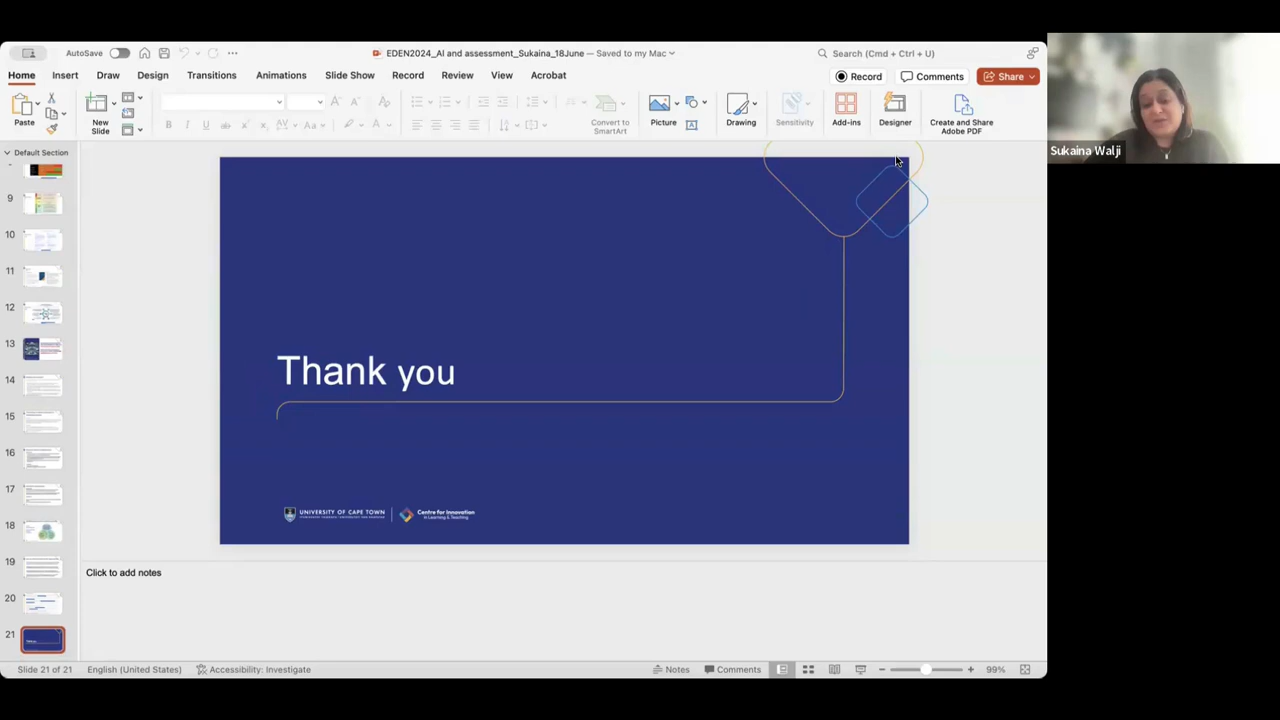 AutoSave
EDEN2024_AI and assessment_Sukaina_18June — Saved to my Mac
Search (Cmd + Ctrl + U)
Home Insert Draw Design Transitions Animations Slide Show Record Review View Acrobat
Record Comments Share
Paste
New Slide
Convert to SmartArt
Picture
Drawing
Sensitivity
Add-ins
Designer
Create and Share Adobe PDF
Sukaina Walji
Default Section
9
10
11
12
13
14
15
16
17
18
19
20
21
Thank you
UNIVERSITY OF CAPE TOWN
Centre for Innovation
in Learning & Teaching
Click to add notes
Slide 21 of 21 English (United States) Accessibility: Investigate Notes Comments 99%